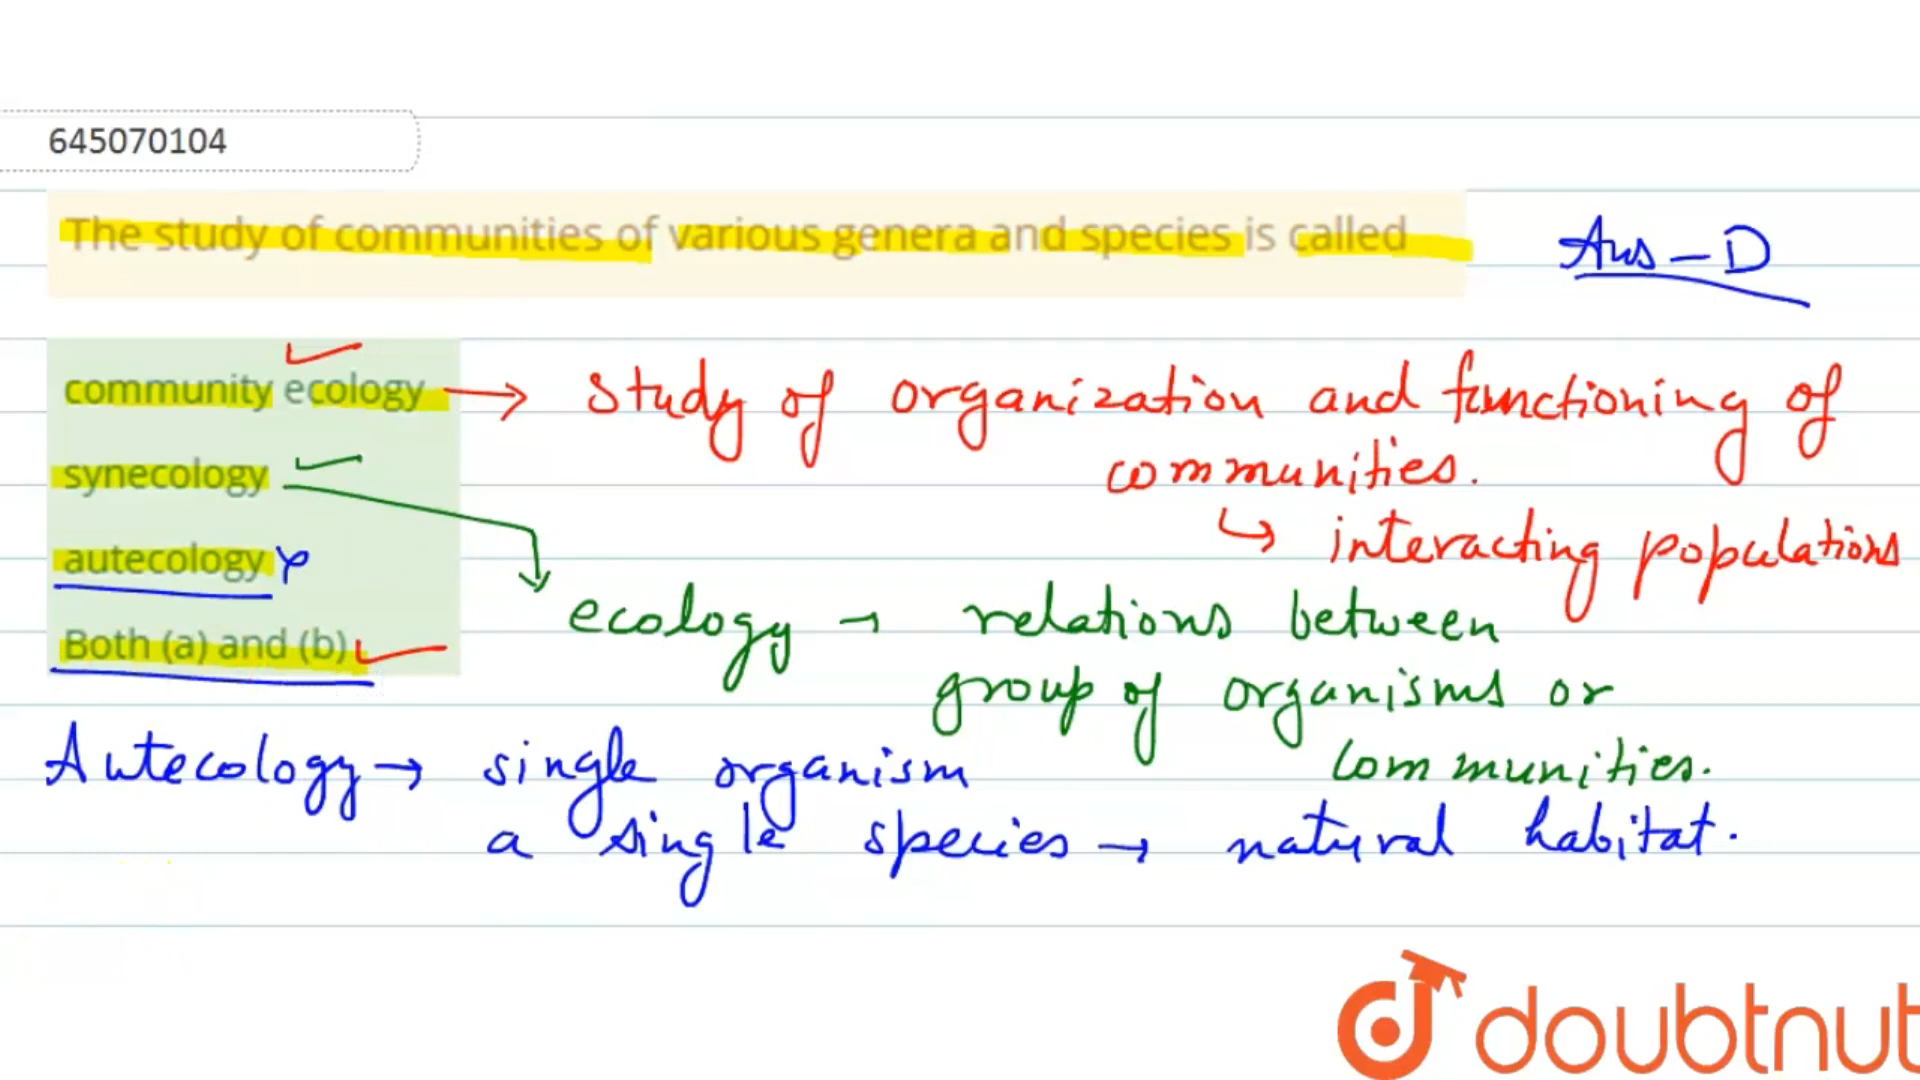 645070104
The study of communities of various genera and species is called
Ans - D
community ecology → study of organization and functioning of
communities.
synecology
↳ interacting populations
autecology
ecology → relations between
Both (a) and (b)
group of organisms or
communities.
Autecology → single organism
a single species → natural habitat.
doubtnut